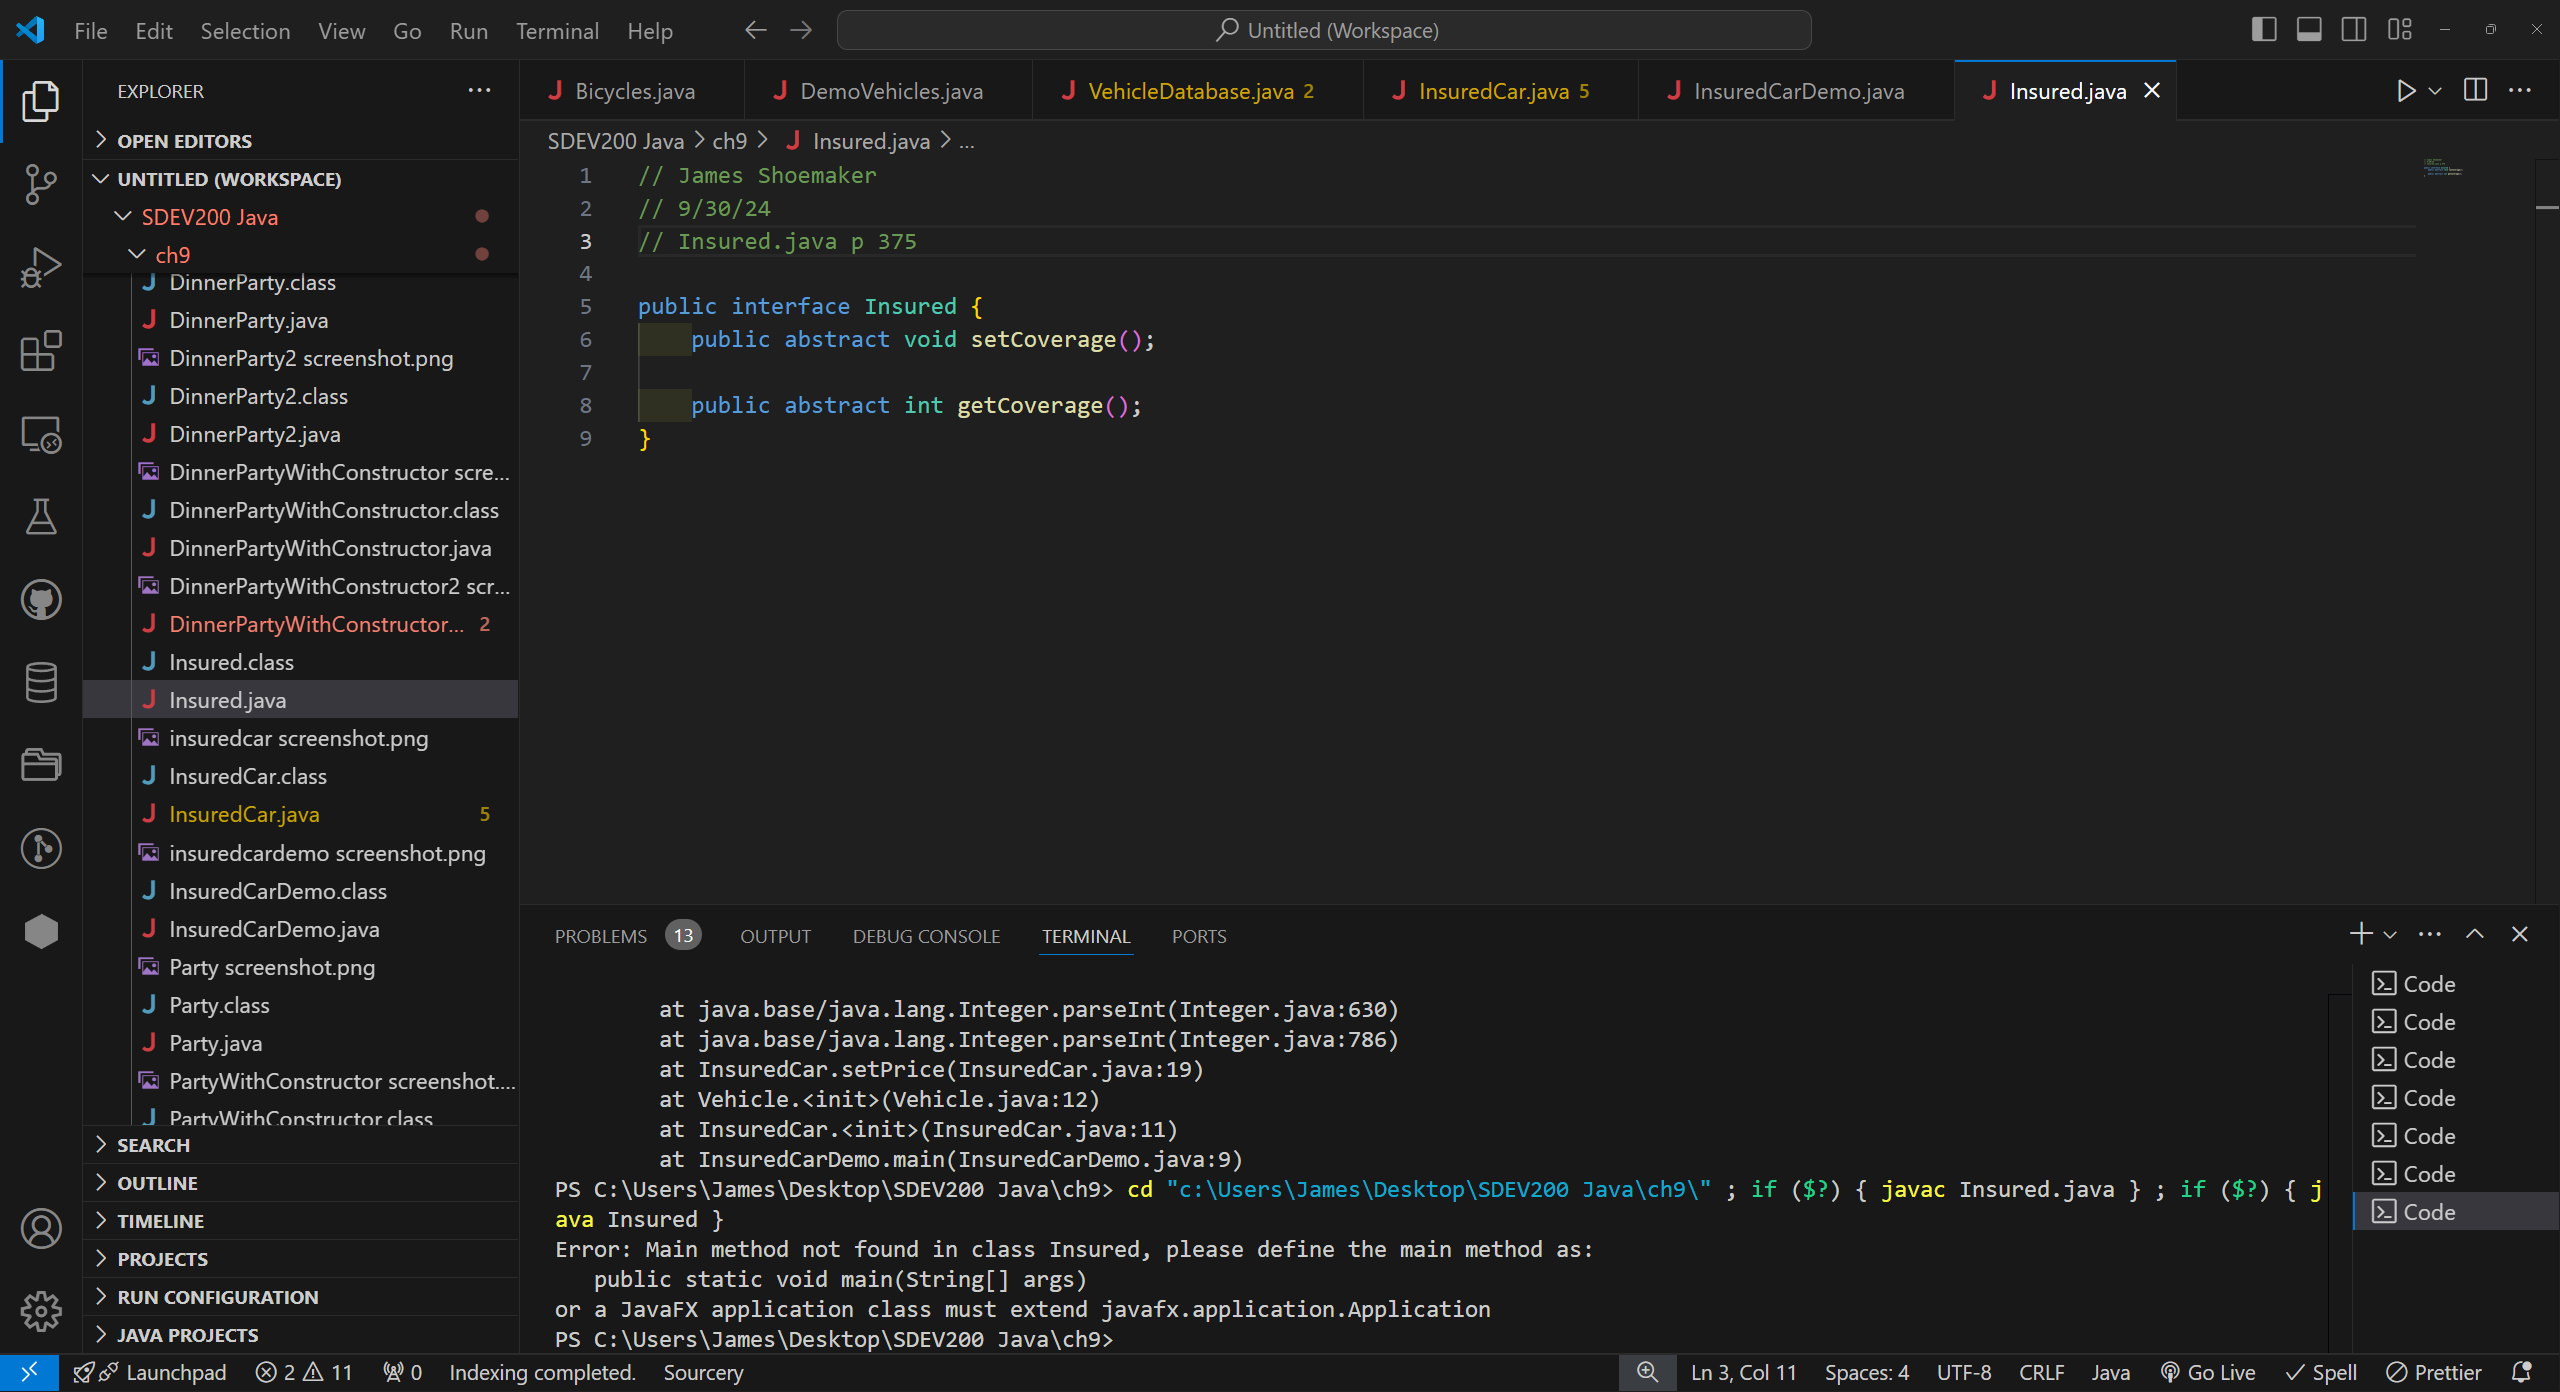 File Edit Selection View Go Run Terminal Help
Untitled (Workspace)
EXPLORER
OPEN EDITORS
UNTITLED (WORKSPACE)
SDEV200 Java
ch9
DinnerParty.class
DinnerParty.java
DinnerParty2 screenshot.png
DinnerParty2.class
DinnerParty2.java
DinnerPartyWithConstructor scre...
DinnerPartyWithConstructor.class
DinnerPartyWithConstructor.java
DinnerPartyWithConstructor2 scr...
DinnerPartyWithConstructor... 2
Insured.class
Insured.java
insuredcar screenshot.png
InsuredCar.class
InsuredCar.java 5
insuredcardemo screenshot.png
InsuredCarDemo.class
InsuredCarDemo.java
Party screenshot.png
Party.class
Party.java
PartyWithConstructor screenshot....
PartyWithConstructor.class
SEARCH
OUTLINE
TIMELINE
PROJECTS
RUN CONFIGURATION
JAVA PROJECTS
Bicycles.java DemoVehicles.java VehicleDatabase.java 2 InsuredCar.java 5 InsuredCarDemo.java Insured.java
SDEV200 Java > ch9 > Insured.java > ...
1 // James Shoemaker
2 // 9/30/24
3 // Insured.java p 375
4
5 public interface Insured {
6 public abstract void setCoverage();
7
8 public abstract int getCoverage();
9 }
PROBLEMS 13 OUTPUT DEBUG CONSOLE TERMINAL PORTS
at java.base/java.lang.Integer.parseInt(Integer.java:630)
at java.base/java.lang.Integer.parseInt(Integer.java:786)
at InsuredCar.setPrice(InsuredCar.java:19)
at Vehicle.<init>(Vehicle.java:12)
at InsuredCar.<init>(InsuredCar.java:11)
at InsuredCarDemo.main(InsuredCarDemo.java:9)
PS C:\Users\James\Desktop\SDEV200 Java\ch9> cd "c:\Users\James\Desktop\SDEV200 Java\ch9\" ; if ($?) { javac Insured.java } ; if ($?) { j
ava Insured }
Error: Main method not found in class Insured, please define the main method as:
public static void main(String[] args)
or a JavaFX application class must extend javafx.application.Application
PS C:\Users\James\Desktop\SDEV200 Java\ch9>
Code
Code
Code
Code
Code
Code
Code
Launchpad 2 11 0 Indexing completed. Sourcery Ln 3, Col 11 Spaces: 4 UTF-8 CRLF Java Go Live Spell Prettier